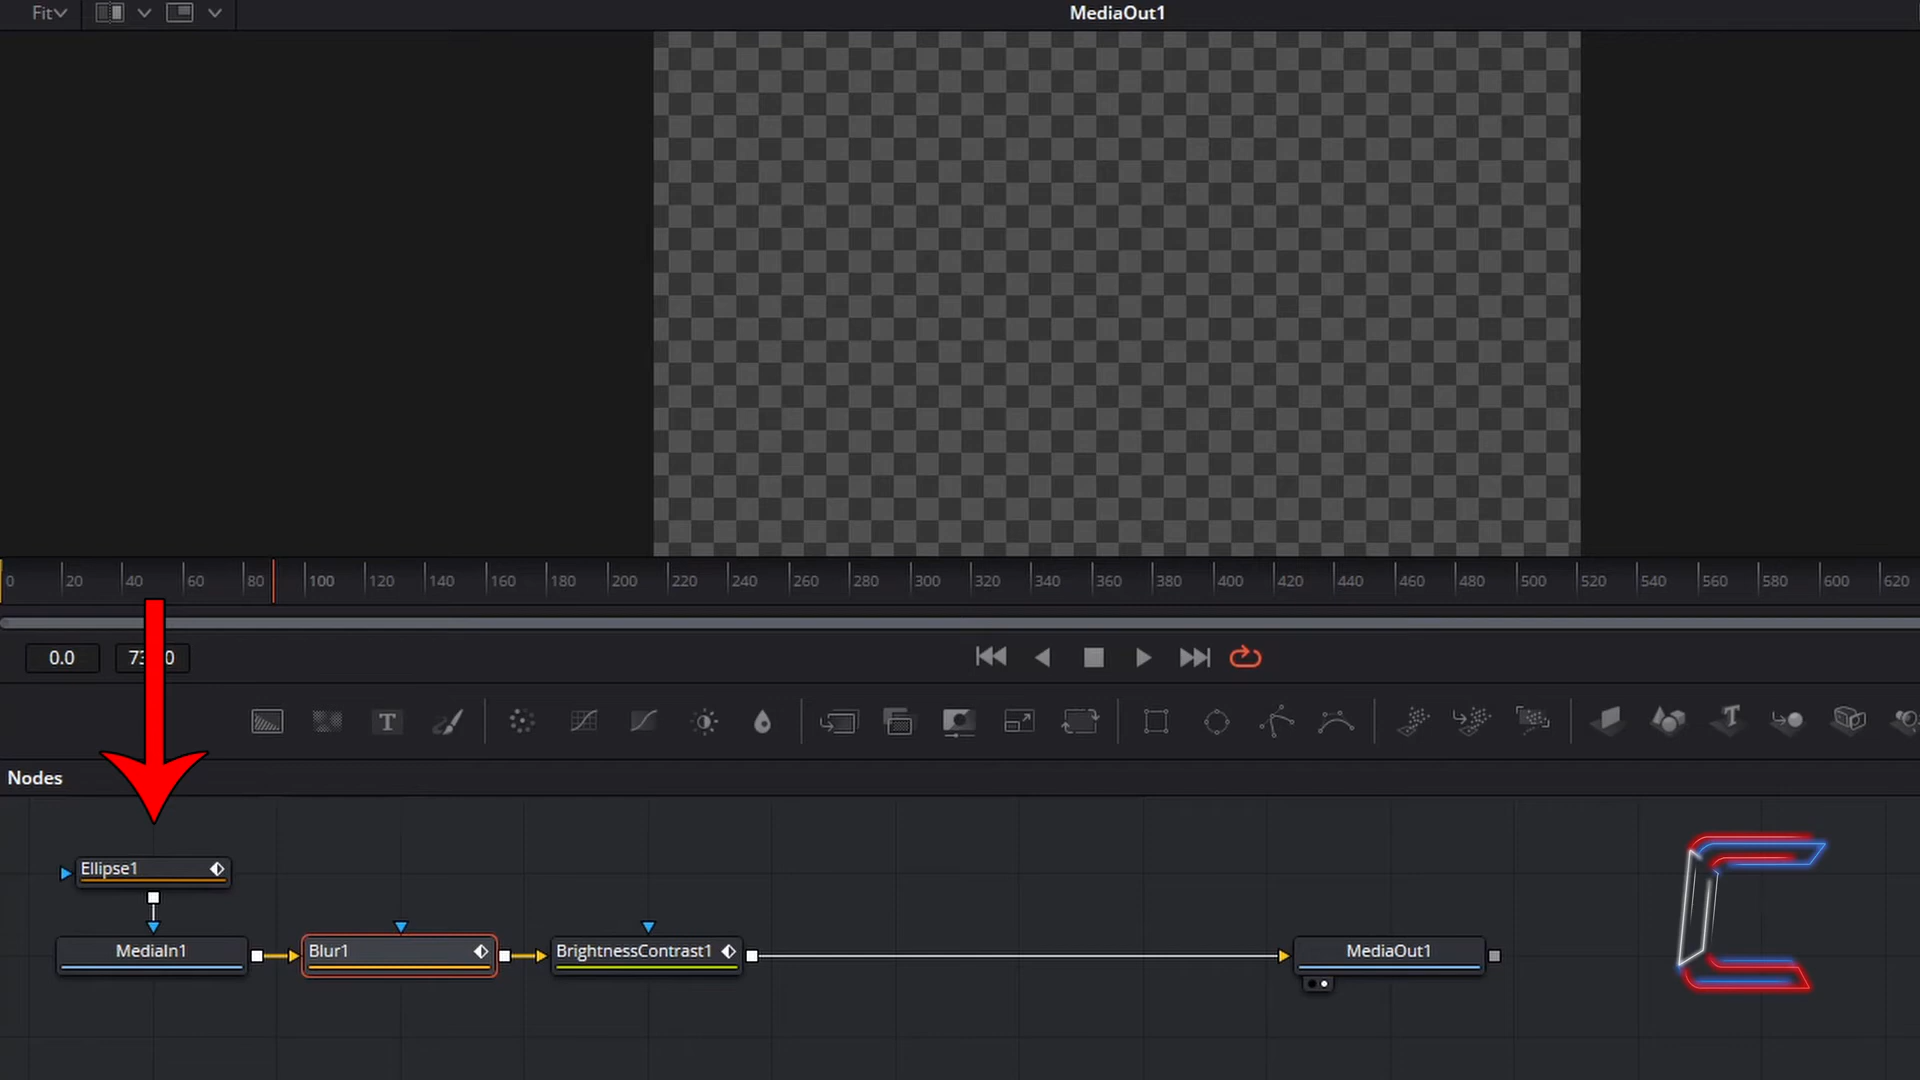 Fit
MediaOut1
0 20 40 60 80 100 120 140 160 180 200 220 240 260 280 300 320 340 360 380 400 420 440 460 480 500 520 540 560 580 600 620
0.0
Nodes
Ellipse1
MediaIn1 Blur1 BrightnessContrast1 MediaOut1